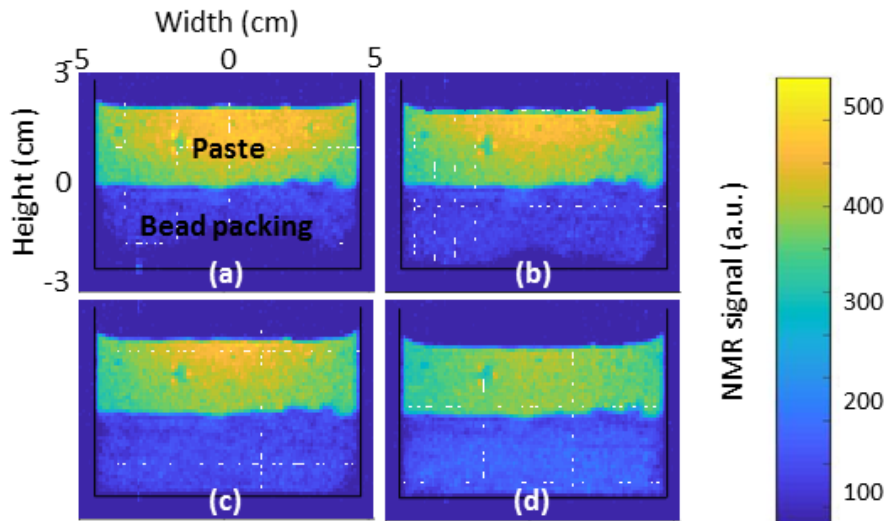 Width (cm)
-5 0 5
3
0
-3
Height (cm)
Paste
Bead packing
(a)
(b)
(c)
(d)
NMR signal (a.u.)
500
400
300
200
100